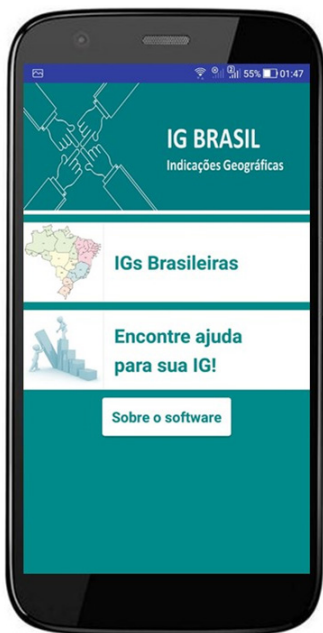 55% 01:47
IG BRASIL
Indicações Geográficas
IGs Brasileiras
Encontre ajuda
para sua IG!
Sobre o software